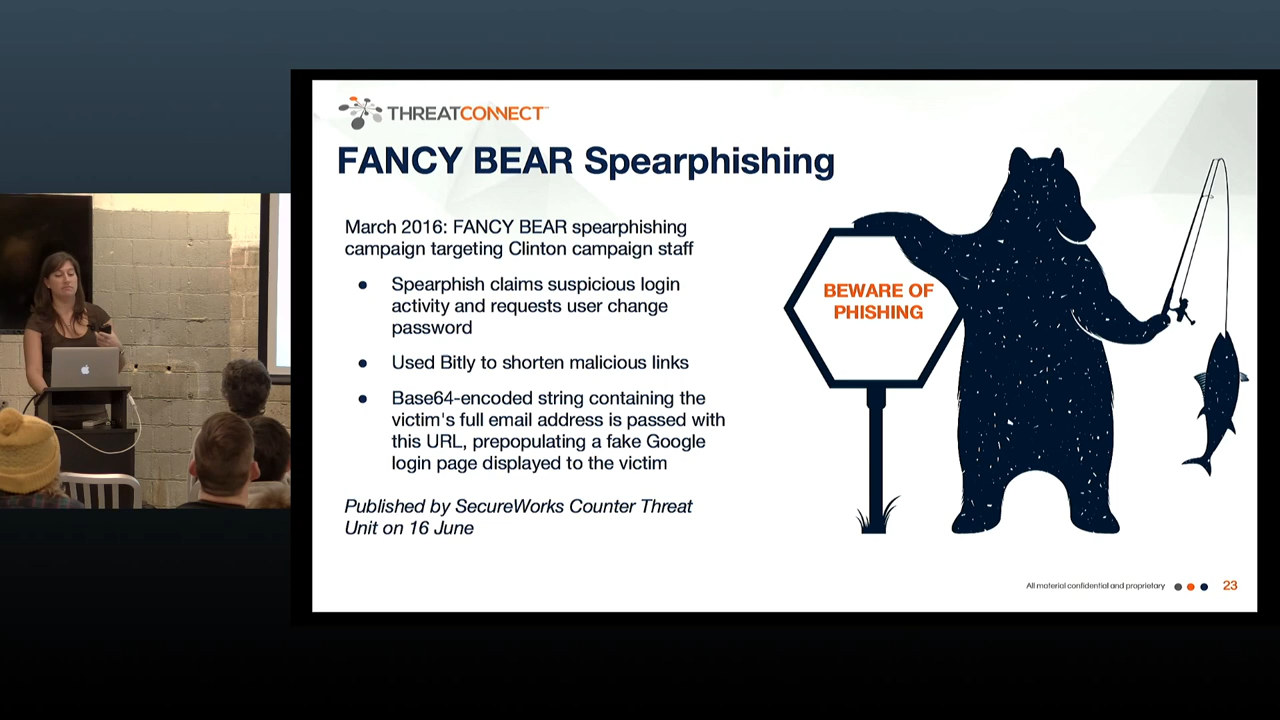 THREATCONNECT™
FANCY BEAR Spearphishing
March 2016: FANCY BEAR spearphishing
campaign targeting Clinton campaign staff
● Spearphish claims suspicious login
activity and requests user change
password
● Used Bitly to shorten malicious links
● Base64-encoded string containing the
victim's full email address is passed with
this URL, prepopulating a fake Google
login page displayed to the victim
Published by SecureWorks Counter Threat
Unit on 16 June
BEWARE OF
PHISHING
All material confidential and proprietary
23